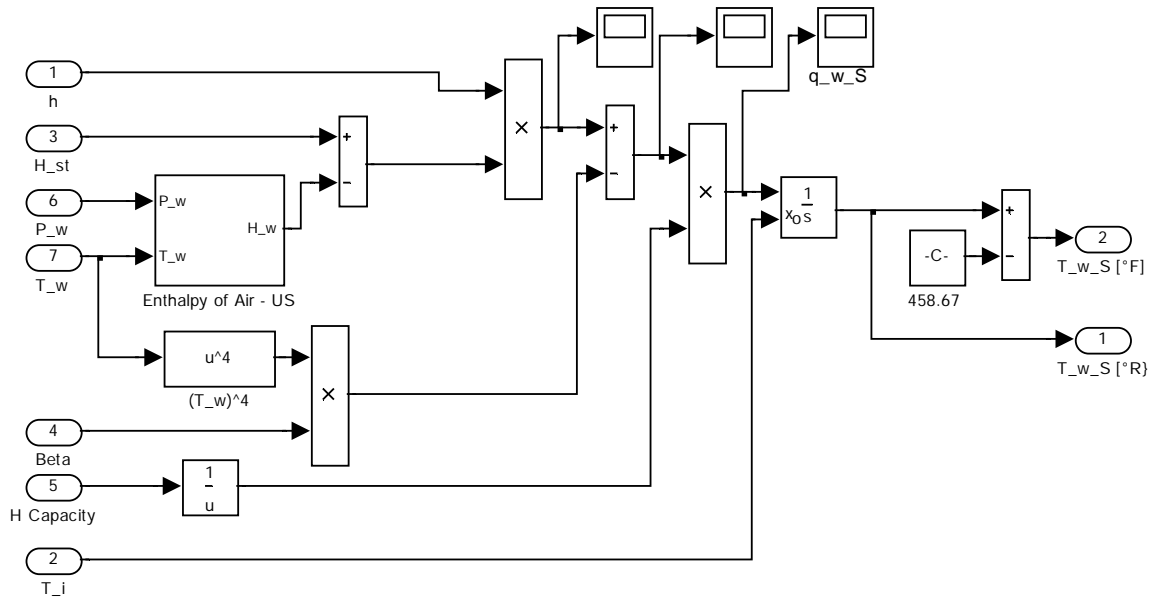 1
h
3
H_st
6
P_w
7
T_w
P_w
T_w
H_w
Enthalpy of Air - US
+
−
×
+
−
×
q_w_S
u^4
(T_w)^4
×
4
Beta
5
H Capacity
1
u
2
T_i
1
x₀ s
-C-
458.67
+
−
2
T_w_S [°F]
1
T_w_S [°R}